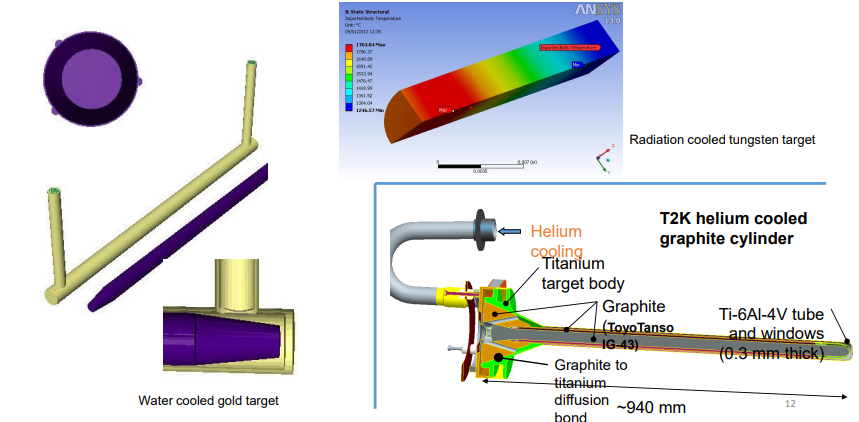 B: Static Structural
Imported Body Temperature
Unit: °C
09/01/2012 12:05
1763.84 Max
1706.37
1648.89
1591.42
1533.94
1476.47
1418.99
1361.52
1304.04
1246.57 Min
ANSYS
V13.0
Imported Body Temperature
Min
Max
0
0.007 (m)
0.0035
X
Y
Radiation cooled tungsten target
Water cooled gold target
T2K helium cooled
graphite cylinder
Helium
cooling
Titanium
target body
Graphite
(ToyoTanso
IG-43)
Ti-6Al-4V tube
and windows
(0.3 mm thick)
Graphite to
titanium
diffusion
bond
~940 mm
12